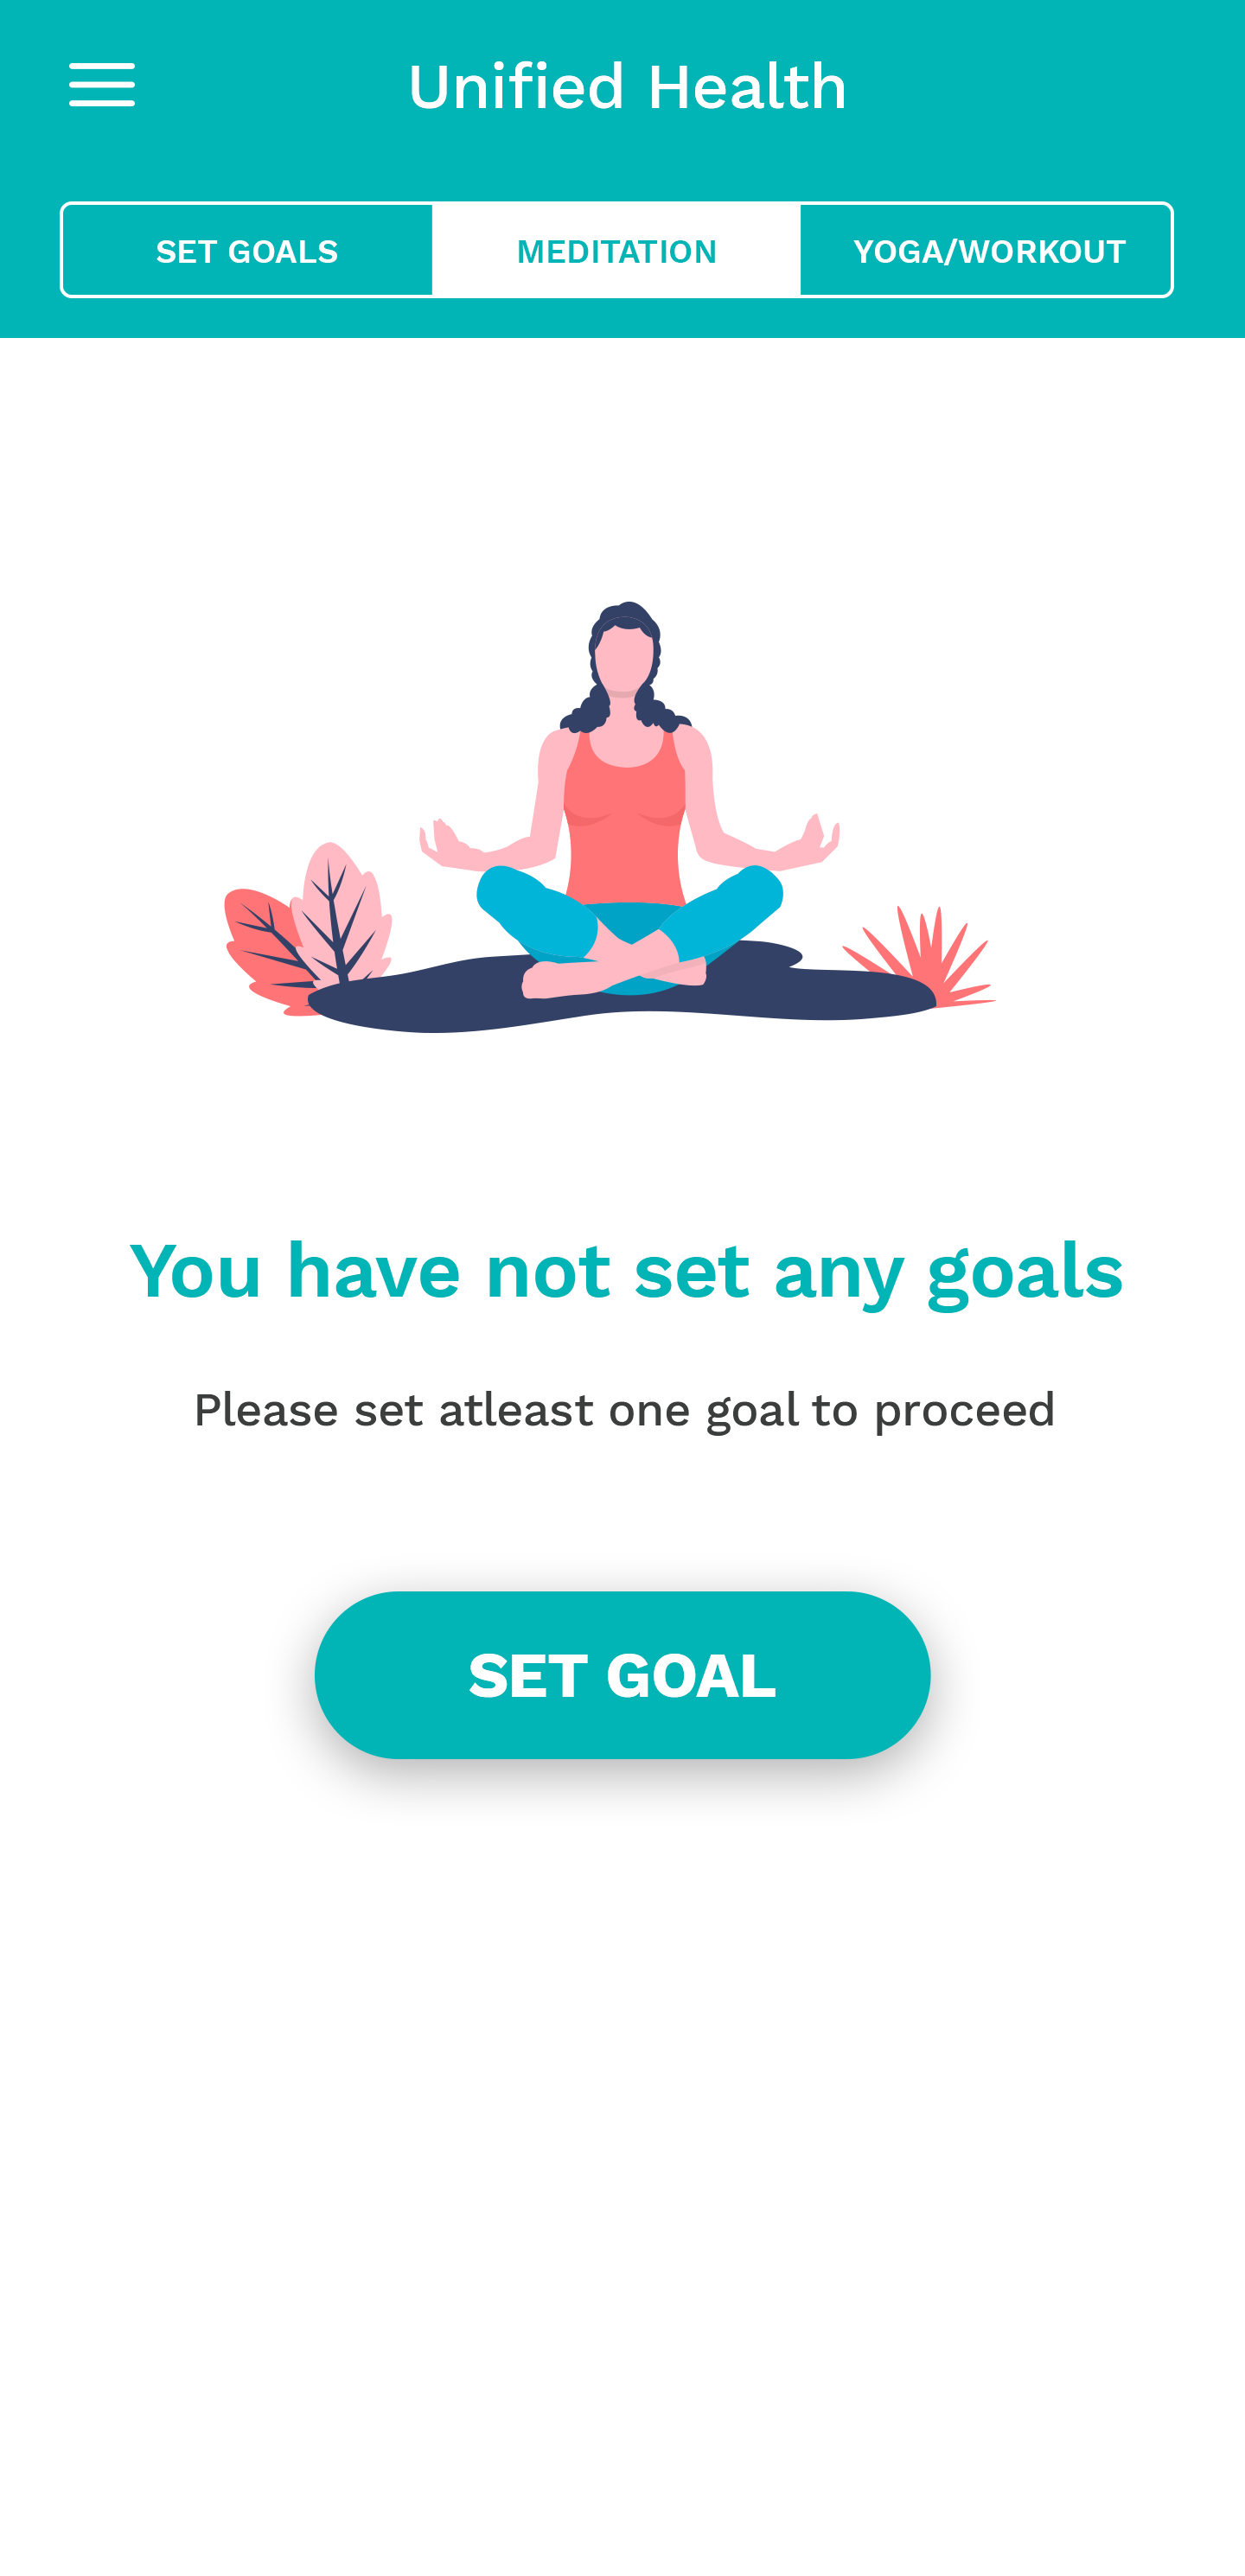 Unified Health
SET GOALS
MEDITATION
YOGA/WORKOUT
You have not set any goals
Please set atleast one goal to proceed
SET GOAL